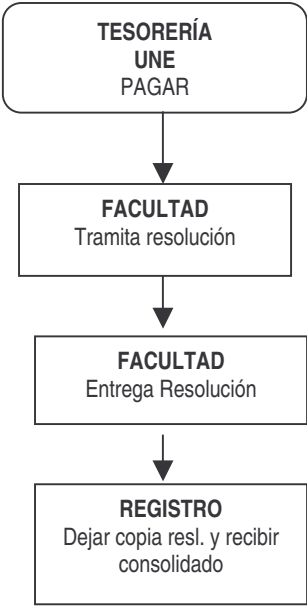 TESORERÍA
UNE
PAGAR
FACULTAD
Tramita resolución
FACULTAD
Entrega Resolución
REGISTRO
Dejar copia resl. y recibir
consolidado